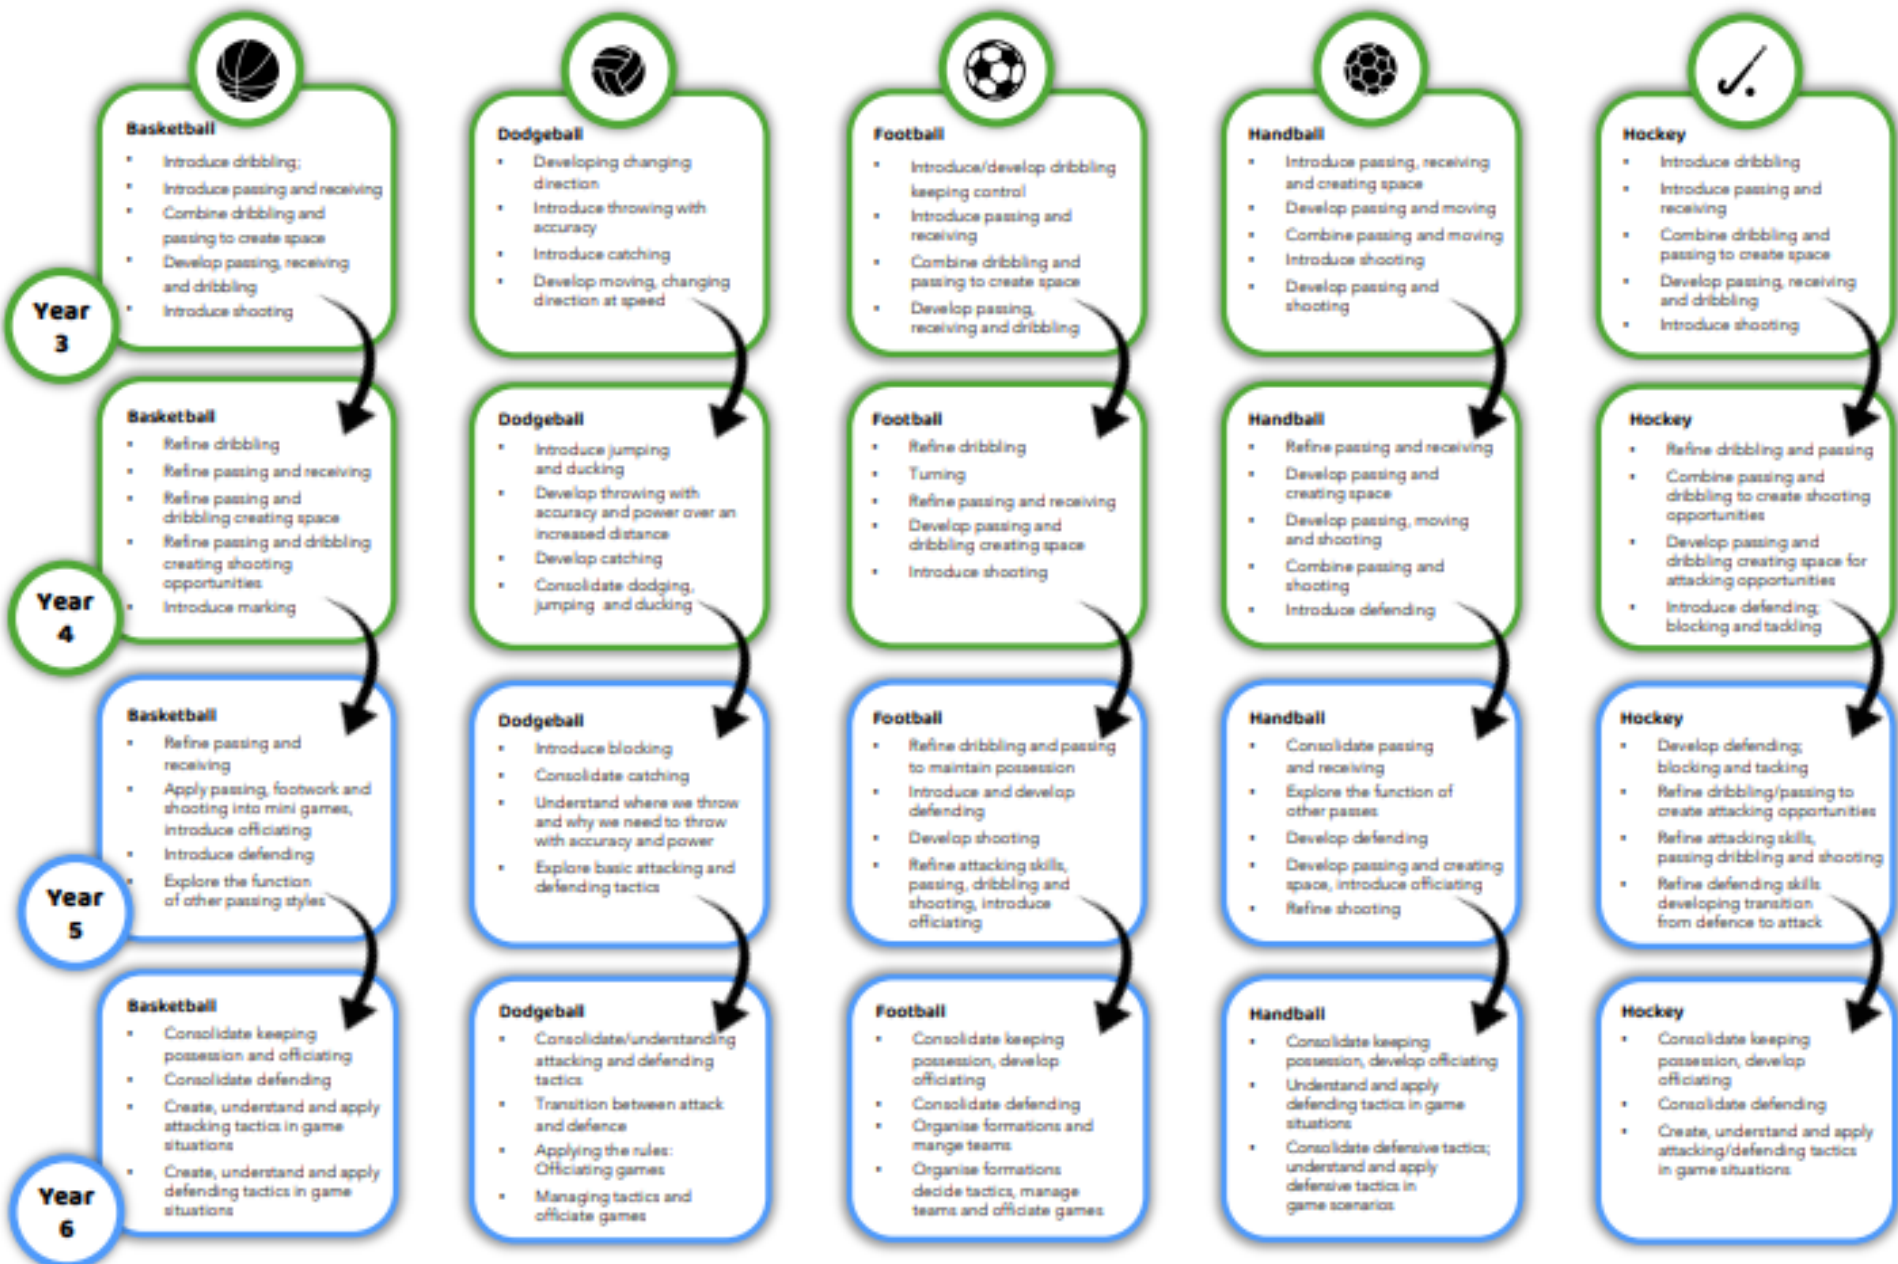 Basketball
Introduce dribbling;
Introduce passing and receiving
Combine dribbling and
passing to create space
Develop passing, receiving
and dribbling
Introduce shooting
Dodgeball
Developing changing
direction
Introduce throwing with
accuracy
Introduce catching
Develop moving, changing
direction at speed
Football
Introduce/develop dribbling
keeping control
Introduce passing and
receiving
Combine dribbling and
passing to create space
Develop passing,
receiving and dribbling
Handball
Introduce passing, receiving
and creating space
Develop passing and moving
Combine passing and moving
Introduce shooting
Develop passing and
shooting
Hockey
Introduce dribbling
Introduce passing and
receiving
Combine dribbling and
passing to create space
Develop passing, receiving
and dribbling
Introduce shooting
Year
3
Basketball
Refine dribbling
Refine passing and receiving
Refine passing and
dribbling creating space
Refine passing and dribbling
creating shooting
opportunities
Introduce marking
Dodgeball
Introduce jumping
and ducking
Develop throwing with
accuracy and power over an
increased distance
Develop catching
Consolidate dodging,
jumping and ducking
Football
Refine dribbling
Turning
Refine passing and receiving
Develop passing and
dribbling creating space
Introduce shooting
Handball
Refine passing and receiving
Develop passing and
creating space
Develop passing, moving
and shooting
Combine passing and
shooting
Introduce defending
Hockey
Refine dribbling and passing
Combine passing and
dribbling to create shooting
opportunities
Develop passing and
dribbling creating space for
attacking opportunities
Introduce defending;
blocking and tackling
Year
4
Basketball
Refine passing and
receiving
Apply passing, footwork and
shooting into mini games,
introduce officiating
Introduce defending
Explore the function
of other passing styles
Dodgeball
Introduce blocking
Consolidate catching
Understand where we throw
and why we need to throw
with accuracy and power
Explore basic attacking and
defending tactics
Football
Refine dribbling and passing
to maintain possession
Introduce and develop
defending
Develop shooting
Refine attacking skills,
passing, dribbling and
shooting, introduce
officiating
Handball
Consolidate passing
and receiving
Explore the function of
other passes
Develop defending
Develop passing and creating
space, introduce officiating
Refine shooting
Hockey
Develop defending;
blocking and tacking
Refine dribbling/passing to
create attacking opportunities
Refine attacking skills,
passing dribbling and shooting
Refine defending skills
developing transition
from defence to attack
Year
5
Basketball
Consolidate keeping
possession and officiating
Consolidate defending
Create, understand and apply
attacking tactics in game
situations
Create, understand and apply
defending tactics in game
situations
Dodgeball
Consolidate/understanding
attacking and defending
tactics
Transition between attack
and defence
Applying the rules:
Officiating games
Managing tactics and
officiate games
Football
Consolidate keeping
possession, develop
officiating
Consolidate defending
Organise formations and
mange teams
Organise formations
decide tactics, manage
teams and officiate games
Handball
Consolidate keeping
possession, develop officiating
Understand and apply
defending tactics in game
situations
Consolidate defensive tactics;
understand and apply
defensive tactics in
game scenarios
Hockey
Consolidate keeping
possession, develop
officiating
Consolidate defending
Create, understand and apply
attacking/defending tactics
in game situations
Year
6